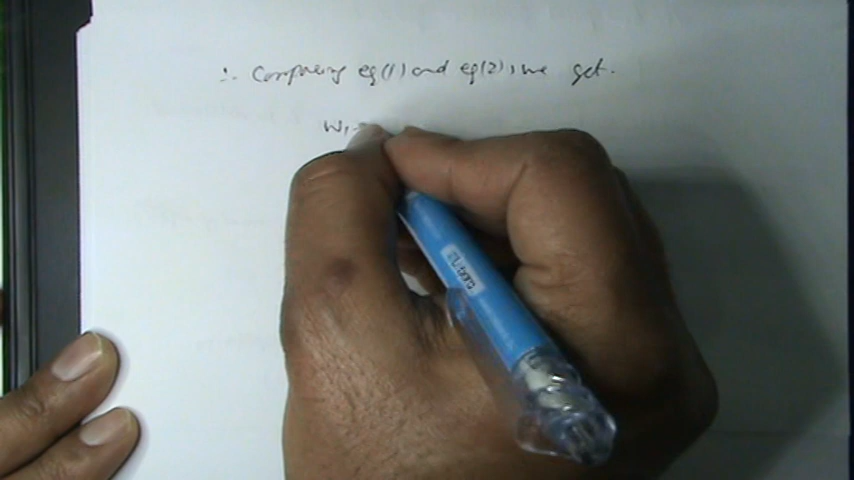 ∴ Comparing eq(1) and eq(2), we get.
W1